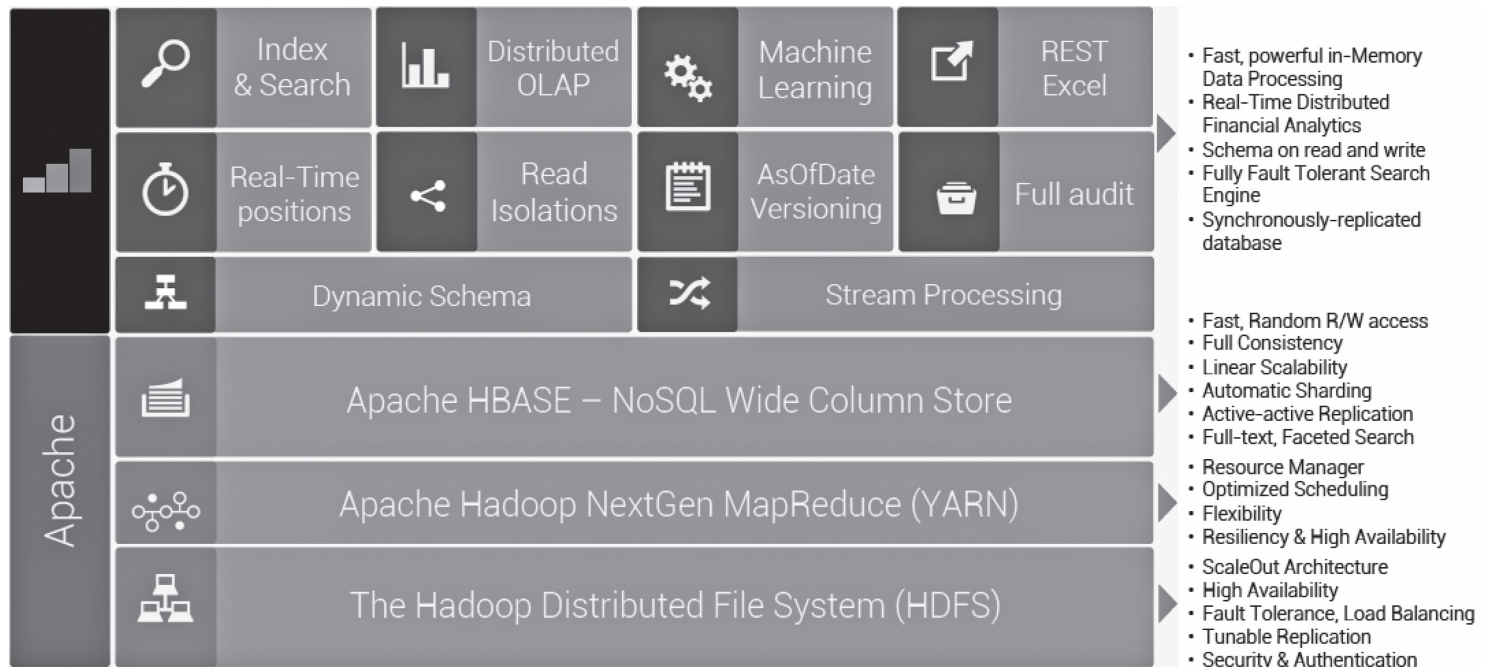 Index
& Search
Distributed
OLAP
Machine
Learning
REST
Excel
Real-Time
positions
Read
Isolations
AsOfDate
Versioning
Full audit
Dynamic Schema
Stream Processing
• Fast, powerful in-Memory
Data Processing
• Real-Time Distributed
Financial Analytics
• Schema on read and write
• Fully Fault Tolerant Search
Engine
• Synchronously-replicated
database
Apache
Apache HBASE – NoSQL Wide Column Store
• Fast, Random R/W access
• Full Consistency
• Linear Scalability
• Automatic Sharding
• Active-active Replication
• Full-text, Faceted Search
Apache Hadoop NextGen MapReduce (YARN)
• Resource Manager
• Optimized Scheduling
• Flexibility
• Resiliency & High Availability
The Hadoop Distributed File System (HDFS)
• ScaleOut Architecture
• High Availability
• Fault Tolerance, Load Balancing
• Tunable Replication
• Security & Authentication